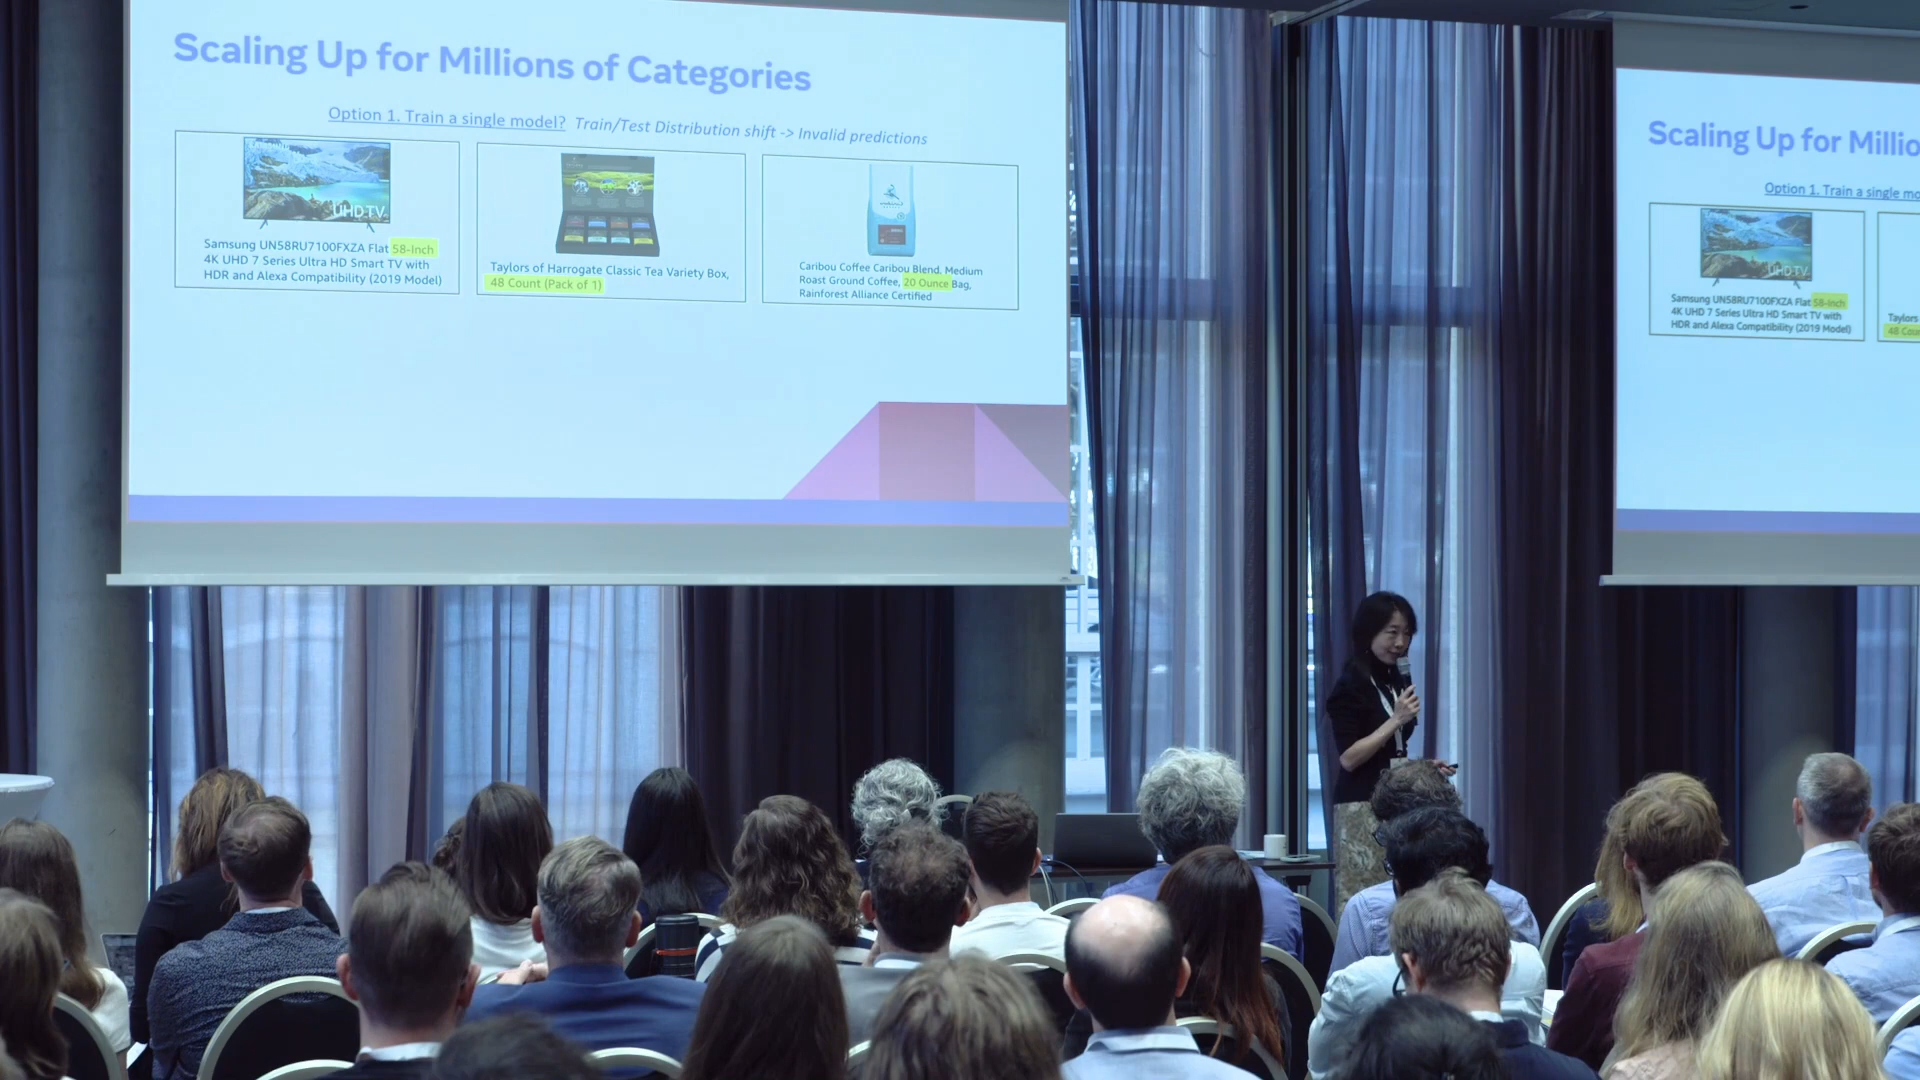 Scaling Up for Millions of Categories
Option 1. Train a single model? Train/Test Distribution shift -> Invalid predictions
UHD TV
Samsung UN58RU7100FXZA Flat 58-Inch
4K UHD 7 Series Ultra HD Smart TV with
HDR and Alexa Compatibility (2019 Model)
Taylors of Harrogate Classic Tea Variety Box,
48 Count (Pack of 1)
Caribou Coffee Caribou Blend, Medium
Roast Ground Coffee, 20 Ounce Bag,
Rainforest Alliance Certified
Scaling Up for Millio
Option 1. Train a single mo
UHD TV
Samsung UN58RU7100FXZA Flat 58-Inch
4K UHD 7 Series Ultra HD Smart TV with
HDR and Alexa Compatibility (2019 Model)
Taylors
48 Cou